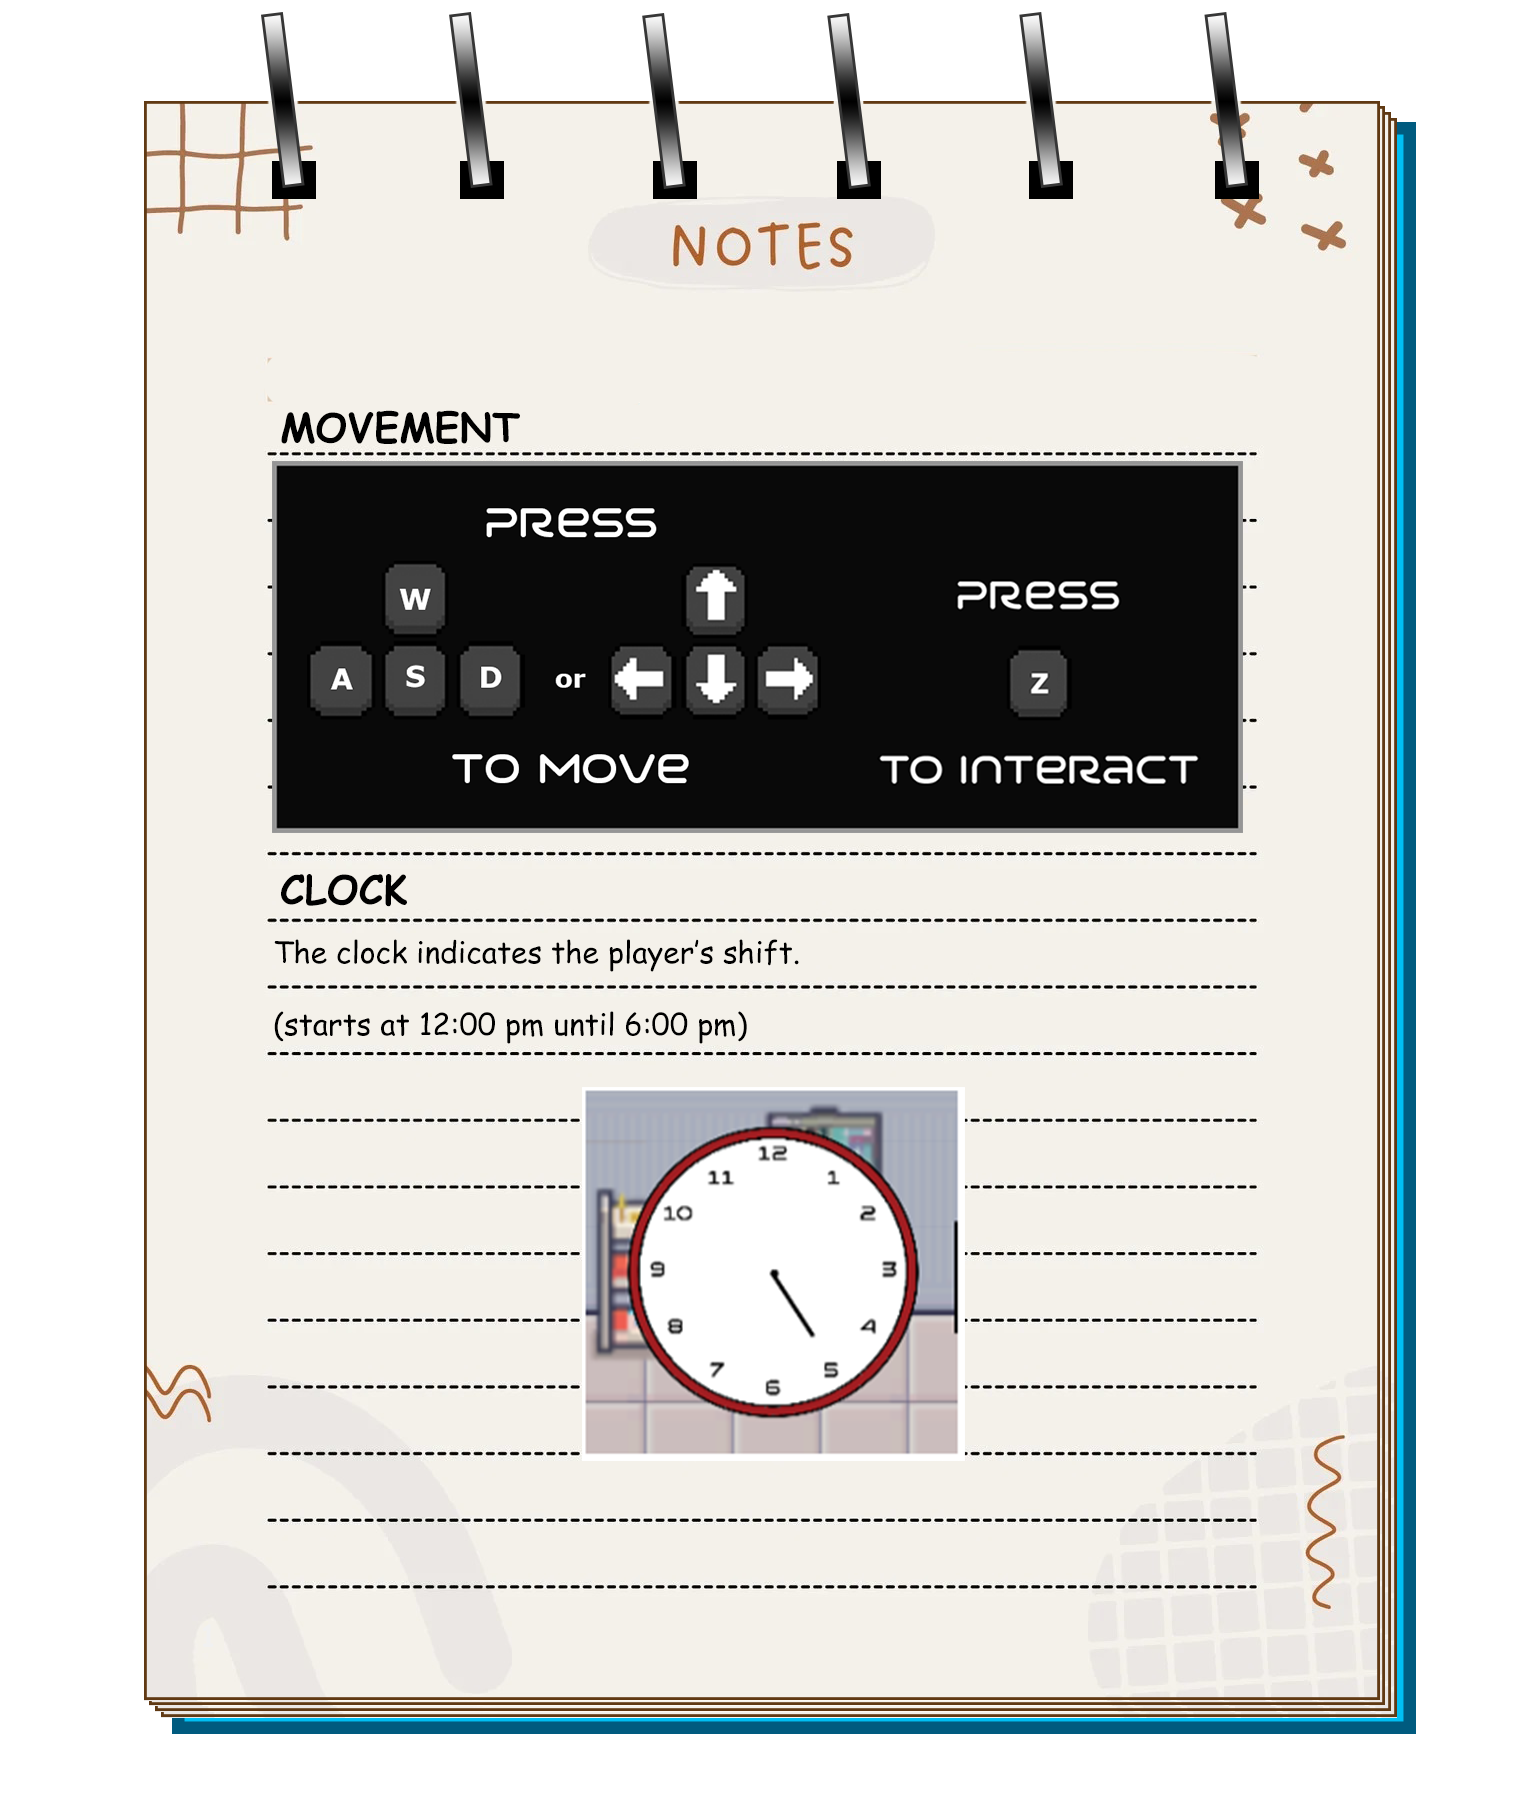 NOTES
MOVEMENT
PRESS
W
A S D or
TO MOVE
PRESS
Z
TO INTERACT
CLOCK
The clock indicates the player's shift.
(starts at 12:00 pm until 6:00 pm)
12
11 1
10 2
9 3
8 4
7 5
6